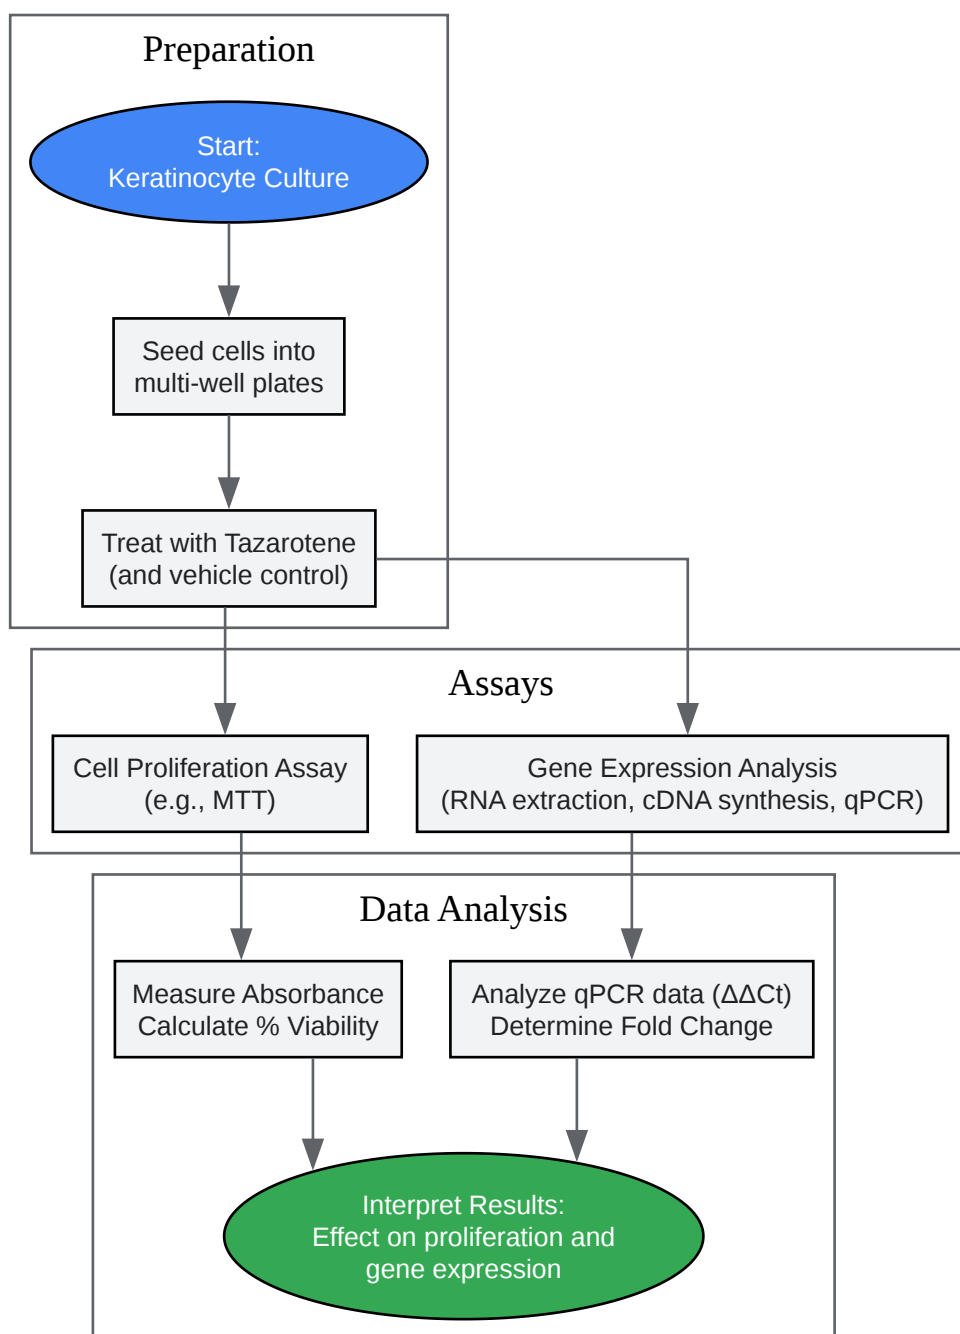 Preparation
Start:
Keratinocyte Culture
Seed cells into
multi-well plates
Treat with Tazarotene
(and vehicle control)
Assays
Cell Proliferation Assay
(e.g., MTT)
Gene Expression Analysis
(RNA extraction, cDNA synthesis, qPCR)
Data Analysis
Measure Absorbance
Calculate % Viability
Analyze qPCR data (ΔΔCt)
Determine Fold Change
Interpret Results:
Effect on proliferation and
gene expression